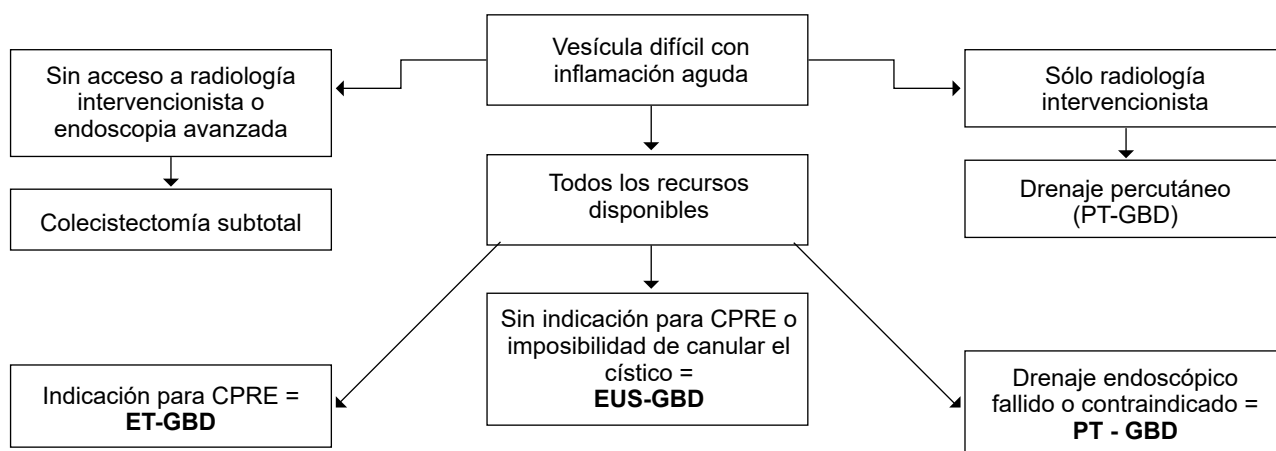 Vesícula difícil con
inflamación aguda
Sin acceso a radiología
intervencionista o
endoscopia avanzada
Sólo radiología
intervencionista
Colecistectomía subtotal
Todos los recursos
disponibles
Drenaje percutáneo
(PT-GBD)
Indicación para CPRE =
ET-GBD
Sin indicación para CPRE o
imposibilidad de canular el
cístico =
EUS-GBD
Drenaje endoscópico
fallido o contraindicado =
PT - GBD